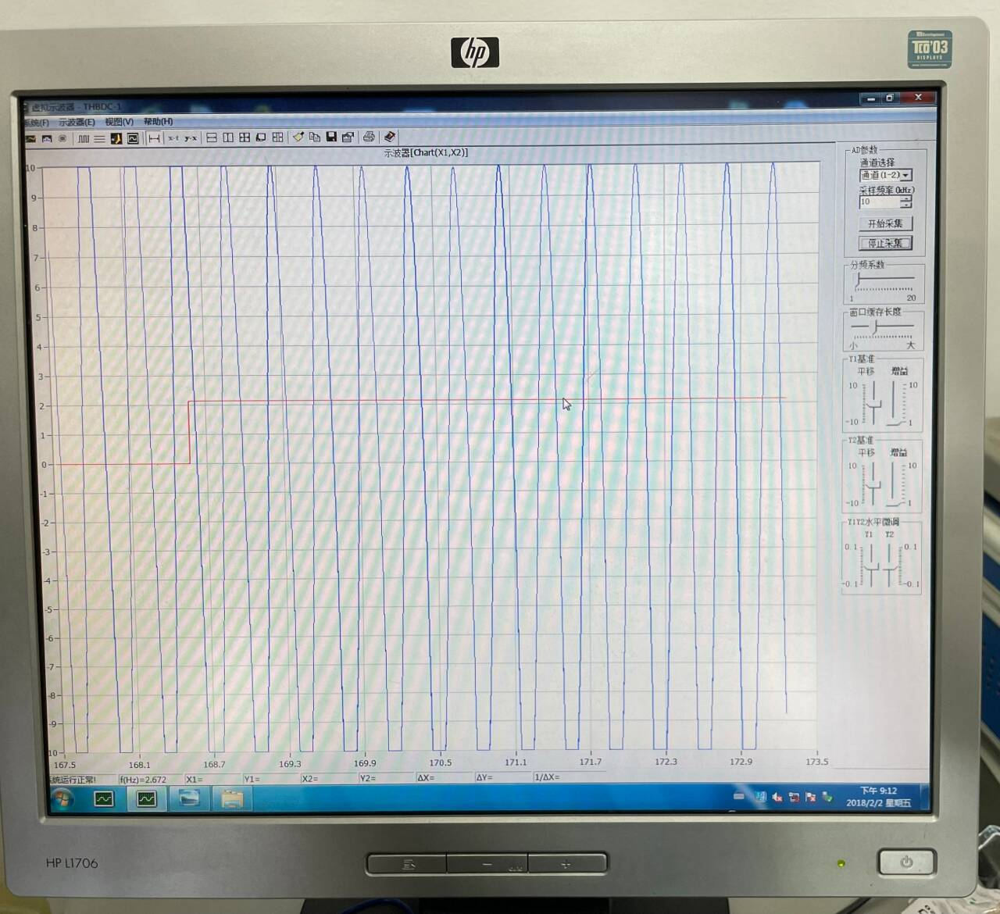 hp
TCO'03
DISPLAYS
虚拟示波器 - THBDC-1
系统(F) 示波器(E) 视图(V) 帮助(H)
x-t y-x
示波器[Chart(X1,X2)]
10
9
8
7
6
5
4
3
2
1
0
-1
-2
-3
-4
-5
-6
-7
-8
-9
10
167.5 168.1 168.7 169.3 169.9 170.5 171.1 171.7 172.3 172.9 173.5
AD参数
通道选择
通道(1-2)
采样频率(kHz)
10
开始采集
停止采集
分频系数
1 20
窗口缓存长度
小 大
Y1基准
平移 增益
10 10
-10 1
Y2基准
平移 增益
10 10
-10 1
Y1Y2水平微调
Y1 Y2
0.1 0.1
-0.1 -0.1
系统运行正常! f(Hz)=2.672 X1= Y1= X2= Y2= ΔX= ΔY= 1/ΔX=
下午 9:12
2018/2/2 星期五
HP L1706